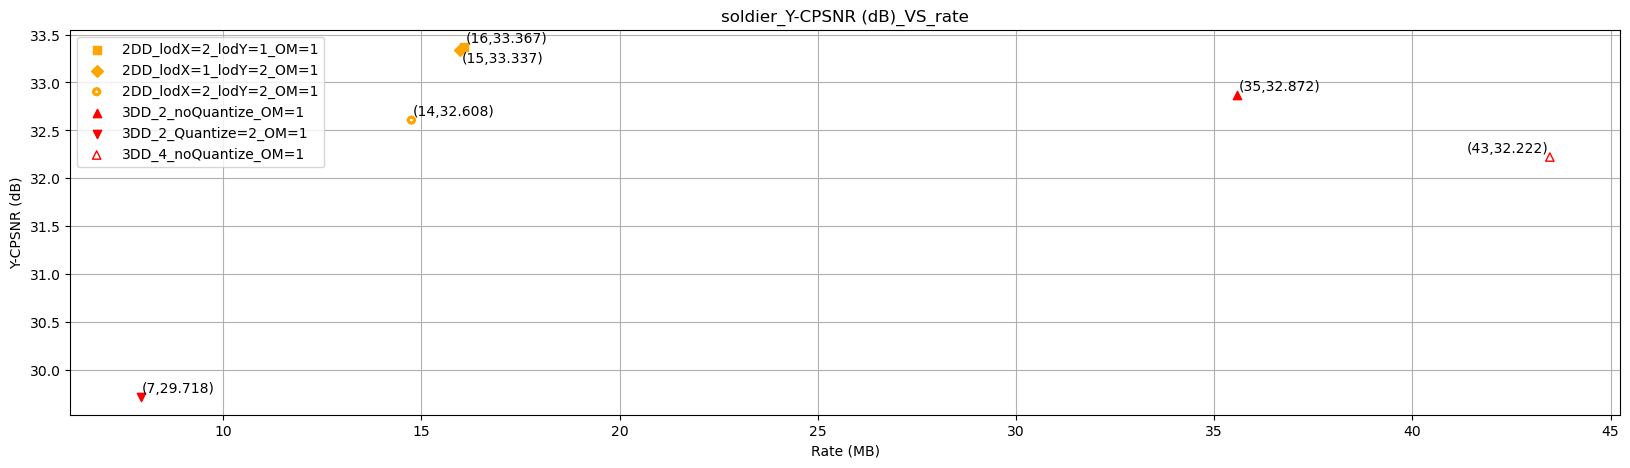 soldier_Y-CPSNR (dB)_VS_rate
33.5
33.0
32.5
32.0
31.5
31.0
30.5
30.0
Y-CPSNR (dB)
2DD_lodX=2_lodY=1_OM=1
2DD_lodX=1_lodY=2_OM=1
2DD_lodX=2_lodY=2_OM=1
3DD_2_noQuantize_OM=1
3DD_2_Quantize=2_OM=1
3DD_4_noQuantize_OM=1
(16,33.367)
(15,33.337)
(14,32.608)
(35,32.872)
(43,32.222)
(7,29.718)
10 15 20 25 30 35 40 45
Rate (MB)